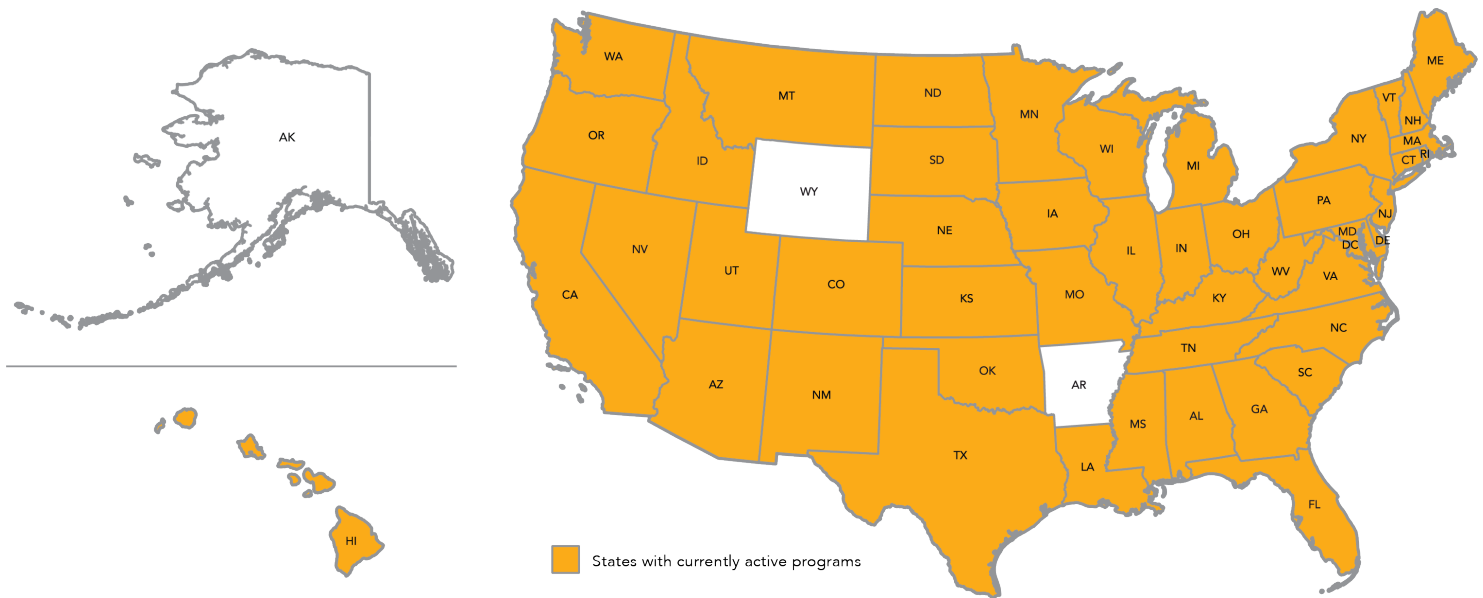 AK
HI
WA
OR
CA
ID
NV
MT
WY
UT
AZ
CO
NM
ND
SD
NE
KS
OK
TX
MN
IA
MO
AR
LA
WI
IL
MI
IN
OH
KY
TN
MS
AL
GA
FL
SC
NC
VA
WV
PA
NY
VT
NH
ME
MA
CT
RI
NJ
MD
DC
DE
States with currently active programs